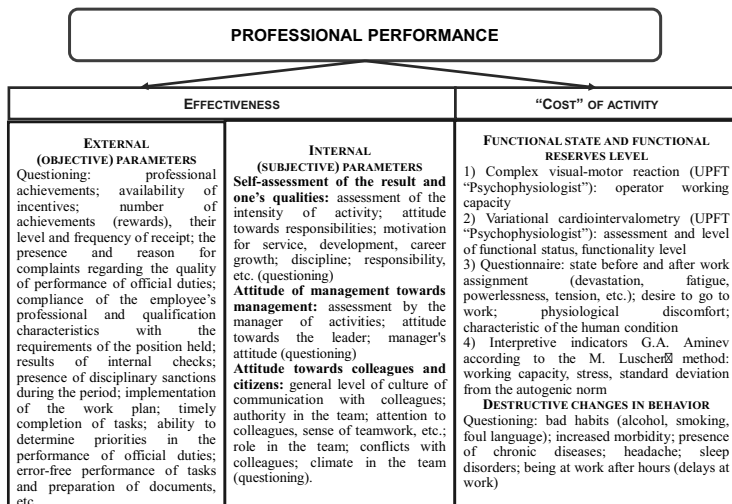 PROFESSIONAL PERFORMANCE
EFFECTIVENESS
“COST” OF ACTIVITY
EXTERNAL
(OBJECTIVE) PARAMETERS
Questioning: professional
achievements; availability of
incentives; number of
achievements (rewards), their
level and frequency of receipt; the
presence and reason for
complaints regarding the quality
of performance of official duties;
compliance of the employee’s
professional and qualification
characteristics with the
requirements of the position held;
results of internal checks;
presence of disciplinary sanctions
during the period; implementation
of the work plan; timely
completion of tasks; ability to
determine priorities in the
performance of official duties;
error-free performance of tasks
and preparation of documents,
etc.
INTERNAL
(SUBJECTIVE) PARAMETERS
Self-assessment of the result and
one’s qualities: assessment of the
intensity of activity; attitude
towards responsibilities; motivation
for service, development, career
growth; discipline; responsibility,
etc. (questioning)
Attitude of management towards
management: assessment by the
manager of activities; attitude
towards the leader; manager's
attitude (questioning)
Attitude towards colleagues and
citizens: general level of culture of
communication with colleagues;
authority in the team; attention to
colleagues, sense of teamwork, etc.;
role in the team; conflicts with
colleagues; climate in the team
(questioning).
FUNCTIONAL STATE AND FUNCTIONAL
RESERVES LEVEL
1) Complex visual-motor reaction (UPFT
“Psychophysiologist”): operator working
capacity
2) Variational cardiointervalometry (UPFT
“Psychophysiologist”): assessment and level
of functional status, functionality level
3) Questionnaire: state before and after work
assignment (devastation, fatigue,
powerlessness, tension, etc.); desire to go to
work; physiological discomfort;
characteristic of the human condition
4) Interpretive indicators G.A. Aminev
according to the M. Luscher method:
working capacity, stress, standard deviation
from the autogenic norm
DESTRUCTIVE CHANGES IN BEHAVIOR
Questioning: bad habits (alcohol, smoking,
foul language); increased morbidity; presence
of chronic diseases; headache; sleep
disorders; being at work after hours (delays at
work)